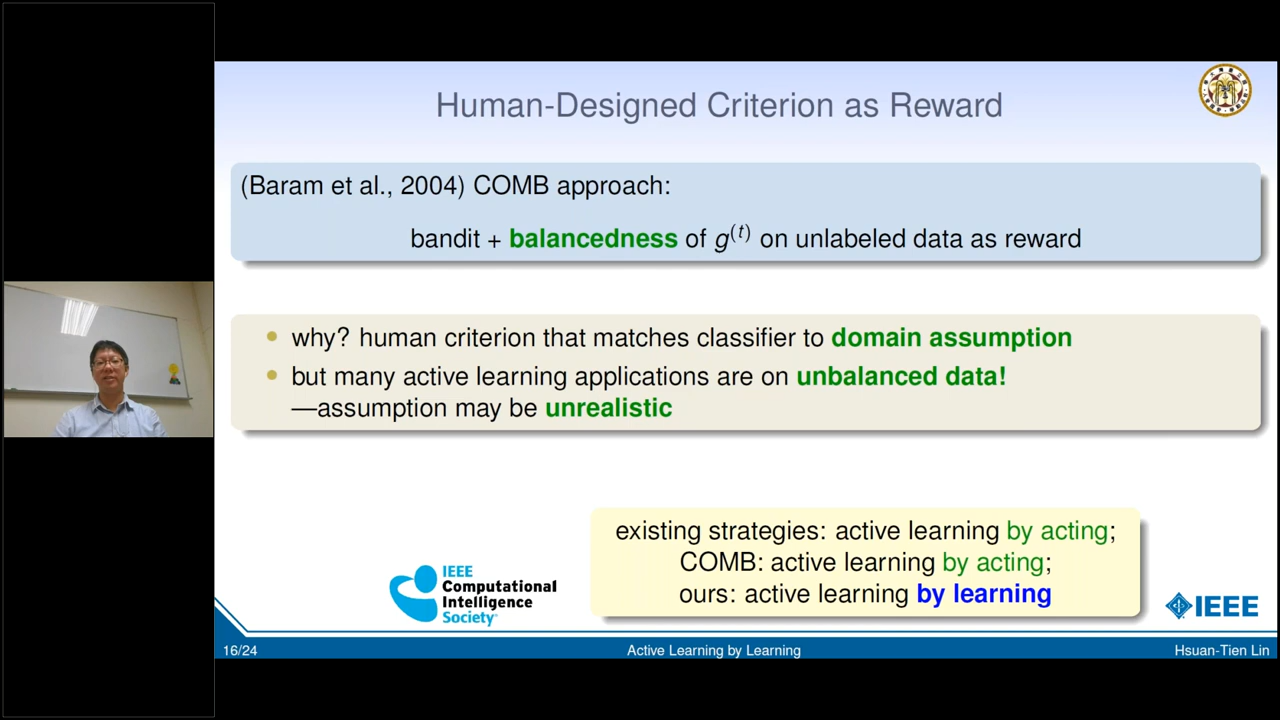 Human-Designed Criterion as Reward
(Baram et al., 2004) COMB approach:
bandit + balancedness of g⁽ᵗ⁾ on unlabeled data as reward
• why? human criterion that matches classifier to domain assumption
• but many active learning applications are on unbalanced data!
—assumption may be unrealistic
existing strategies: active learning by acting;
COMB: active learning by acting;
ours: active learning by learning
IEEE
Computational
Intelligence
Society
IEEE
16/24
Active Learning by Learning
Hsuan-Tien Lin